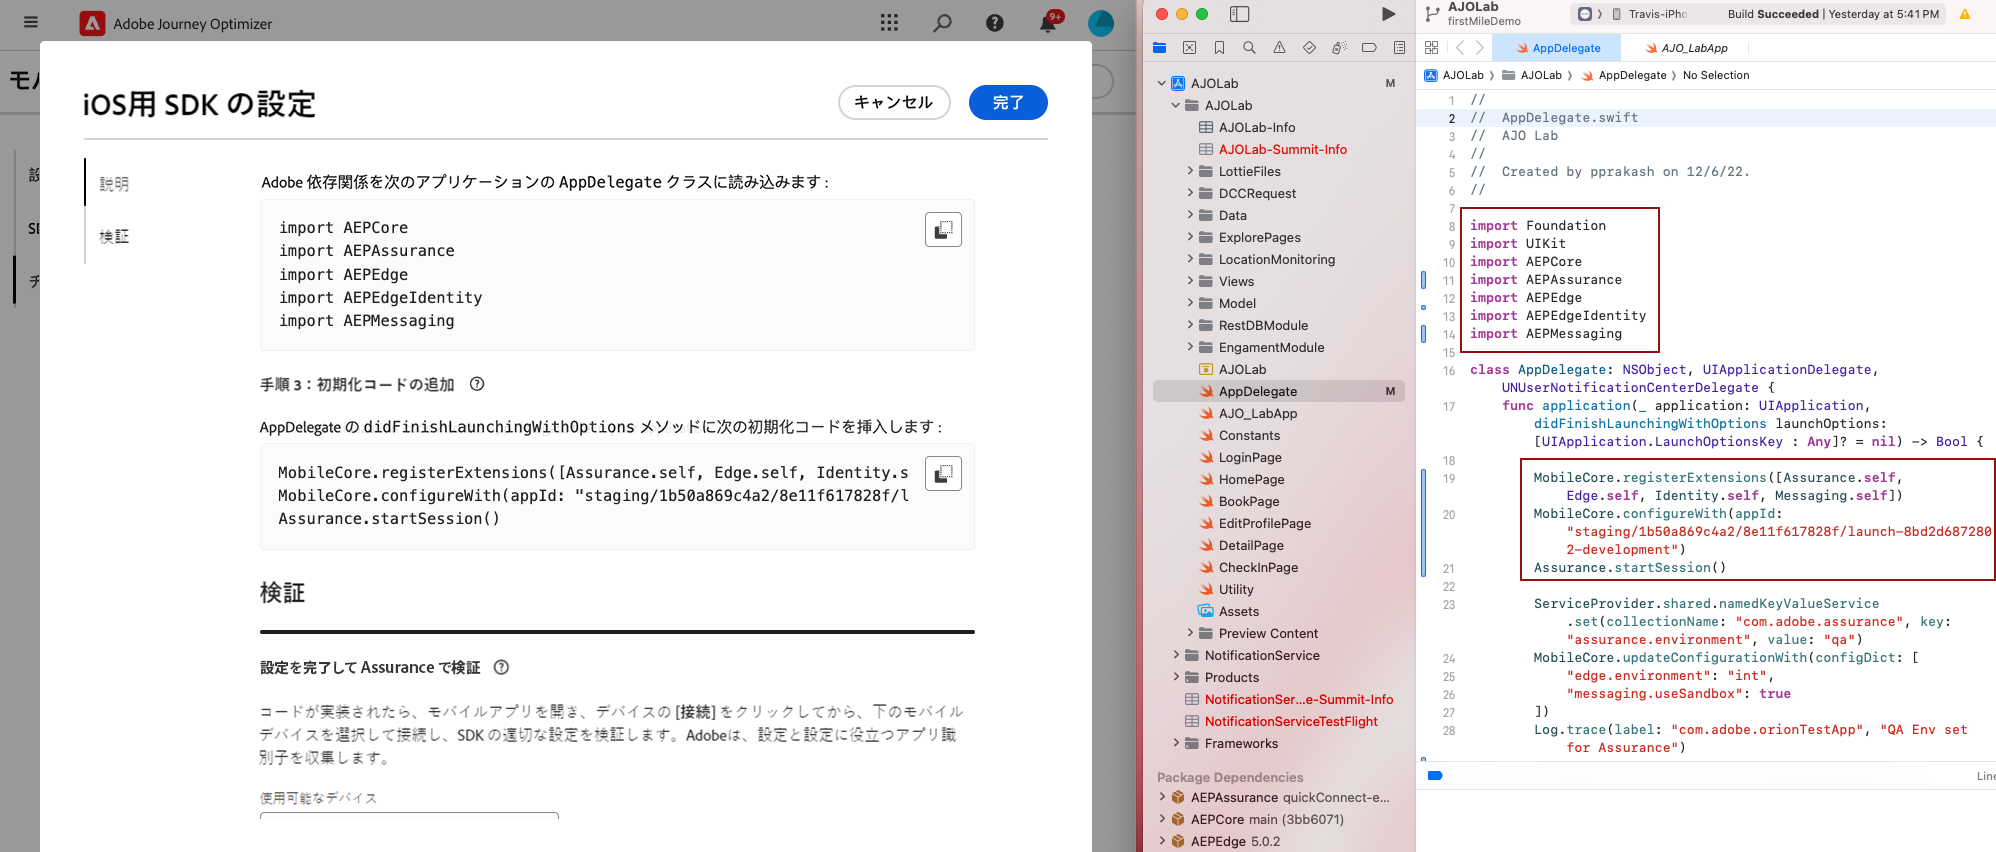 Adobe Journey Optimizer
9+
モバ
iOS用 SDK の設定
キャンセル
完了
説明
検証
Adobe 依存関係を次のアプリケーションの AppDelegate クラスに読み込みます：
import AEPCore
import AEPAssurance
import AEPEdge
import AEPEdgeIdentity
import AEPMessaging
手順 3：初期化コードの追加
AppDelegate の didFinishLaunchingWithOptions メソッドに次の初期化コードを挿入します：
MobileCore.registerExtensions([Assurance.self, Edge.self, Identity.s
MobileCore.configureWith(appId: "staging/1b50a869c4a2/8e11f617828f/l
Assurance.startSession()
検証
設定を完了して Assurance で検証
コードが実装されたら、モバイルアプリを開き、デバイスの [接続] をクリックしてから、下のモバイル
デバイスを選択して接続し、SDK の適切な設定を検証します。Adobeは、設定と設定に役立つアプリ識
別子を収集します。
使用可能なデバイス
AJOLab M
AJOLab
AJOLab-Info
AJOLab-Summit-Info
LottieFiles
DCCRequest
Data
ExplorePages
LocationMonitoring
Views
Model
RestDBModule
EngamentModule
AJOLab
AppDelegate M
AJO_LabApp
Constants
LoginPage
HomePage
BookPage
EditProfilePage
DetailPage
CheckInPage
Utility
Assets
Preview Content
NotificationService
Products
NotificationSer...e-Summit-Info
NotificationServiceTestFlight
Frameworks
Package Dependencies
AEPAssurance quickConnect-e...
AEPCore main (3bb6071)
AEPEdge 5.0.2
AJOLab
firstMileDemo
Travis-iPho
Build Succeeded | Yesterday at 5:41 PM
AppDelegate
AJO_LabApp
AJOLab 〉 AJOLab 〉 AppDelegate 〉 No Selection
1 //
2 //  AppDelegate.swift
3 //  AJO Lab
4 //
5 //  Created by pprakash on 12/6/22.
6 //
7
8 import Foundation
9 import UIKit
10 import AEPCore
11 import AEPAssurance
12 import AEPEdge
13 import AEPEdgeIdentity
14 import AEPMessaging
15
16 class AppDelegate: NSObject, UIApplicationDelegate,
UNUserNotificationCenterDelegate {
17 func application(_ application: UIApplication,
didFinishLaunchingWithOptions launchOptions:
[UIApplication.LaunchOptionsKey : Any]? = nil) -> Bool {
18
19 MobileCore.registerExtensions([Assurance.self,
Edge.self, Identity.self, Messaging.self])
20 MobileCore.configureWith(appId:
"staging/1b50a869c4a2/8e11f617828f/launch-8bd2d687280
2-development")
21 Assurance.startSession()
22
23 ServiceProvider.shared.namedKeyValueService
.set(collectionName: "com.adobe.assurance", key:
"assurance.environment", value: "qa")
24 MobileCore.updateConfigurationWith(configDict: [
25 "edge.environment": "int",
26 "messaging.useSandbox": true
27 ])
28 Log.trace(label: "com.adobe.orionTestApp", "QA Env set
for Assurance")
Line